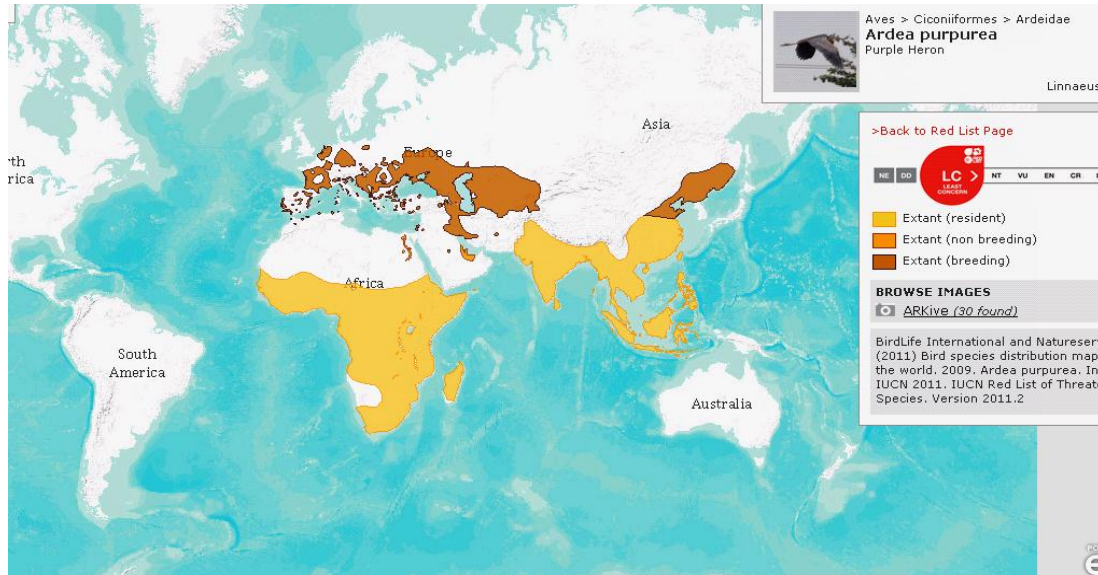 Aves > Ciconiiformes > Ardeidae
Ardea purpurea
Purple Heron
Linnaeus
>Back to Red List Page
NE DD LC > NT VU EN CR
LEAST
CONCERN
Extant (resident)
Extant (non breeding)
Extant (breeding)
BROWSE IMAGES
ARKive (30 found)
BirdLife International and Natureser
(2011) Bird species distribution map
the world. 2009. Ardea purpurea. In
IUCN 2011. IUCN Red List of Threat
Species. Version 2011.2
Asia
Europe
rth
rica
Africa
South
America
Australia